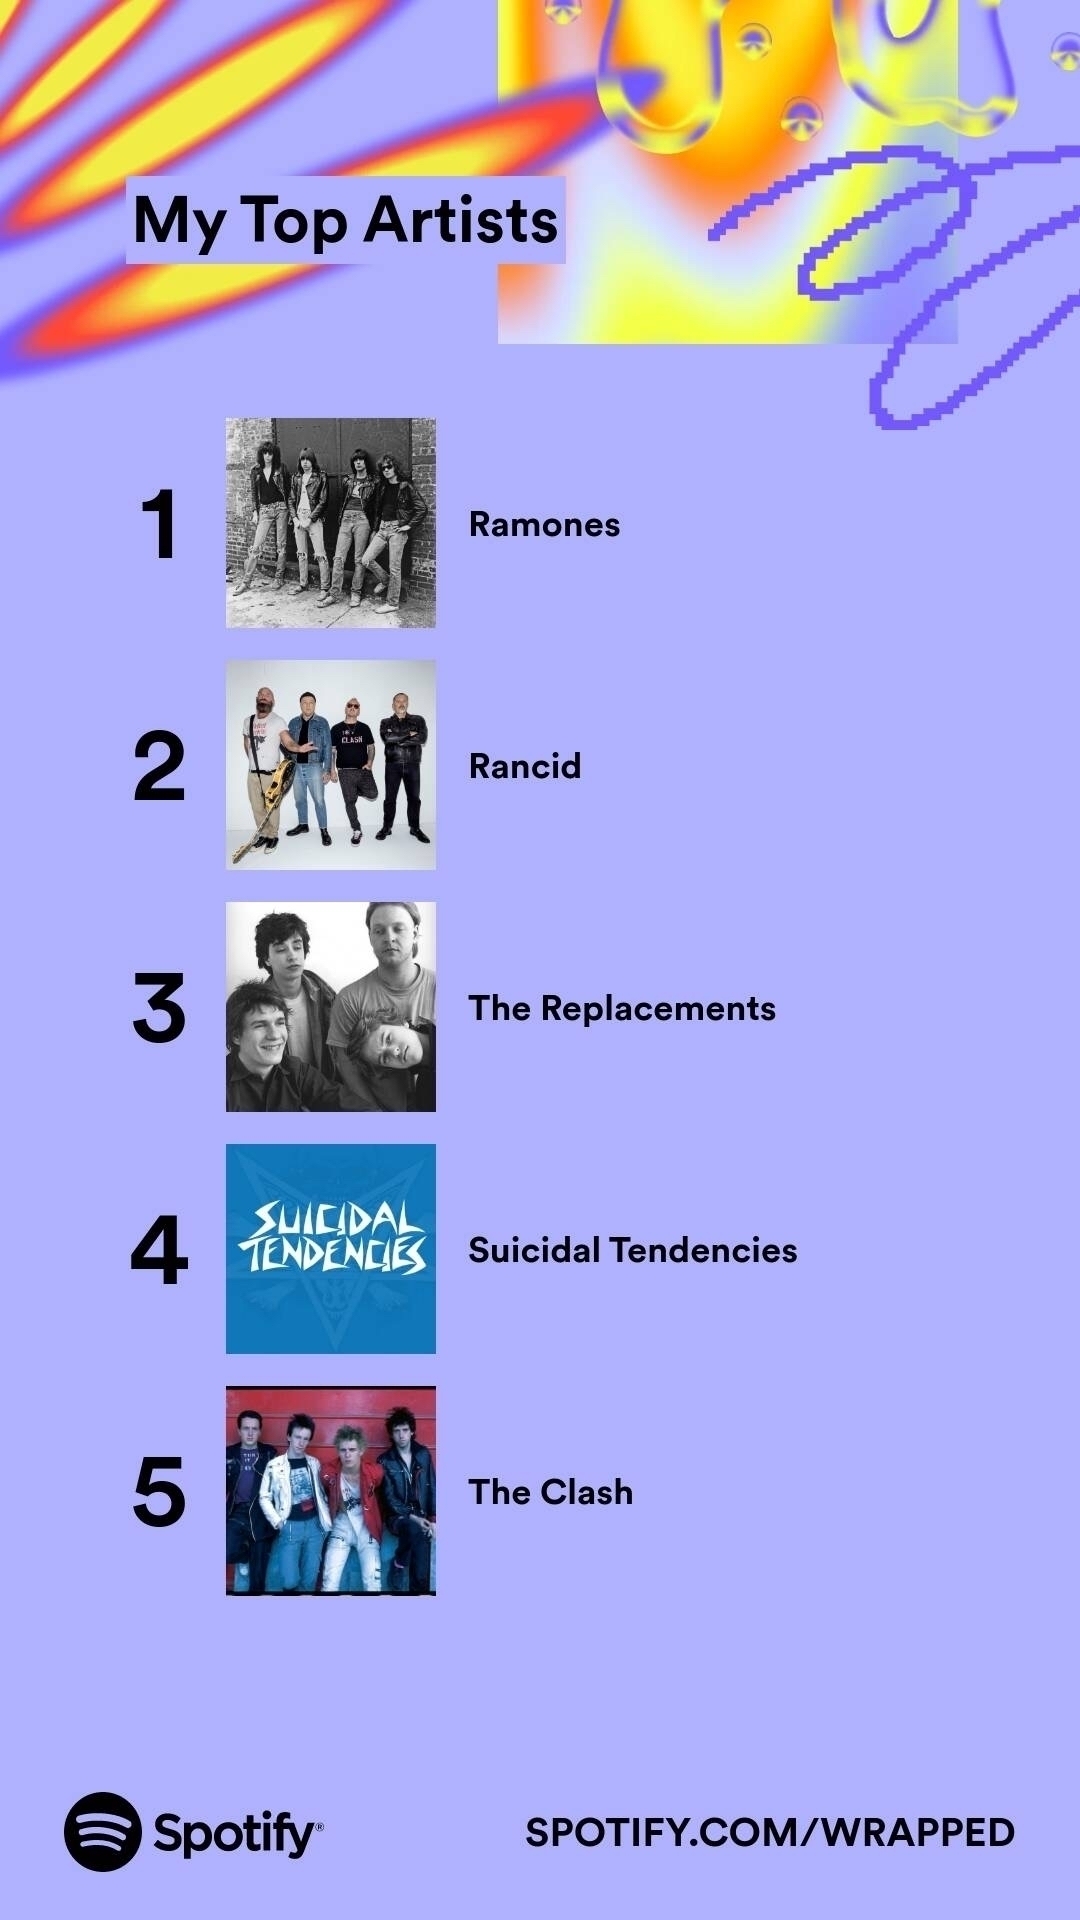 My Top Artists
1
Ramones
2
CLASH
Rancid
3
The Replacements
4
SUICIDAL
TENDENCIES
Suicidal Tendencies
5
The Clash
Spotify®
SPOTIFY.COM/WRAPPED